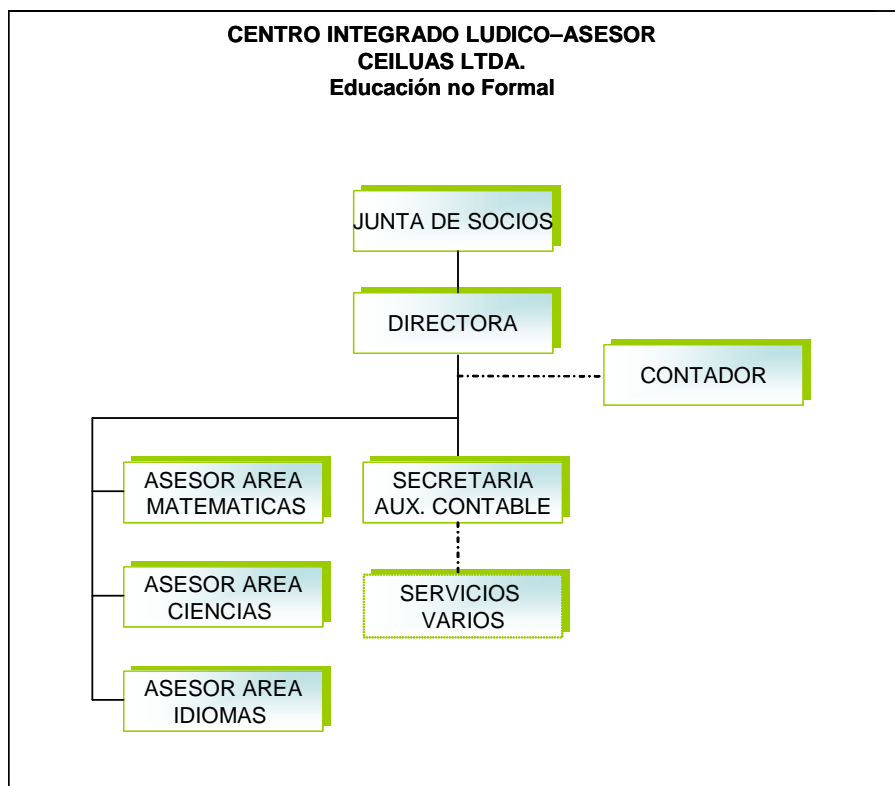 CENTRO INTEGRADO LUDICO–ASESOR
CEILUAS LTDA.
Educación no Formal
JUNTA DE SOCIOS
DIRECTORA
CONTADOR
ASESOR AREA
MATEMATICAS
SECRETARIA
AUX. CONTABLE
ASESOR AREA
CIENCIAS
SERVICIOS
VARIOS
ASESOR AREA
IDIOMAS